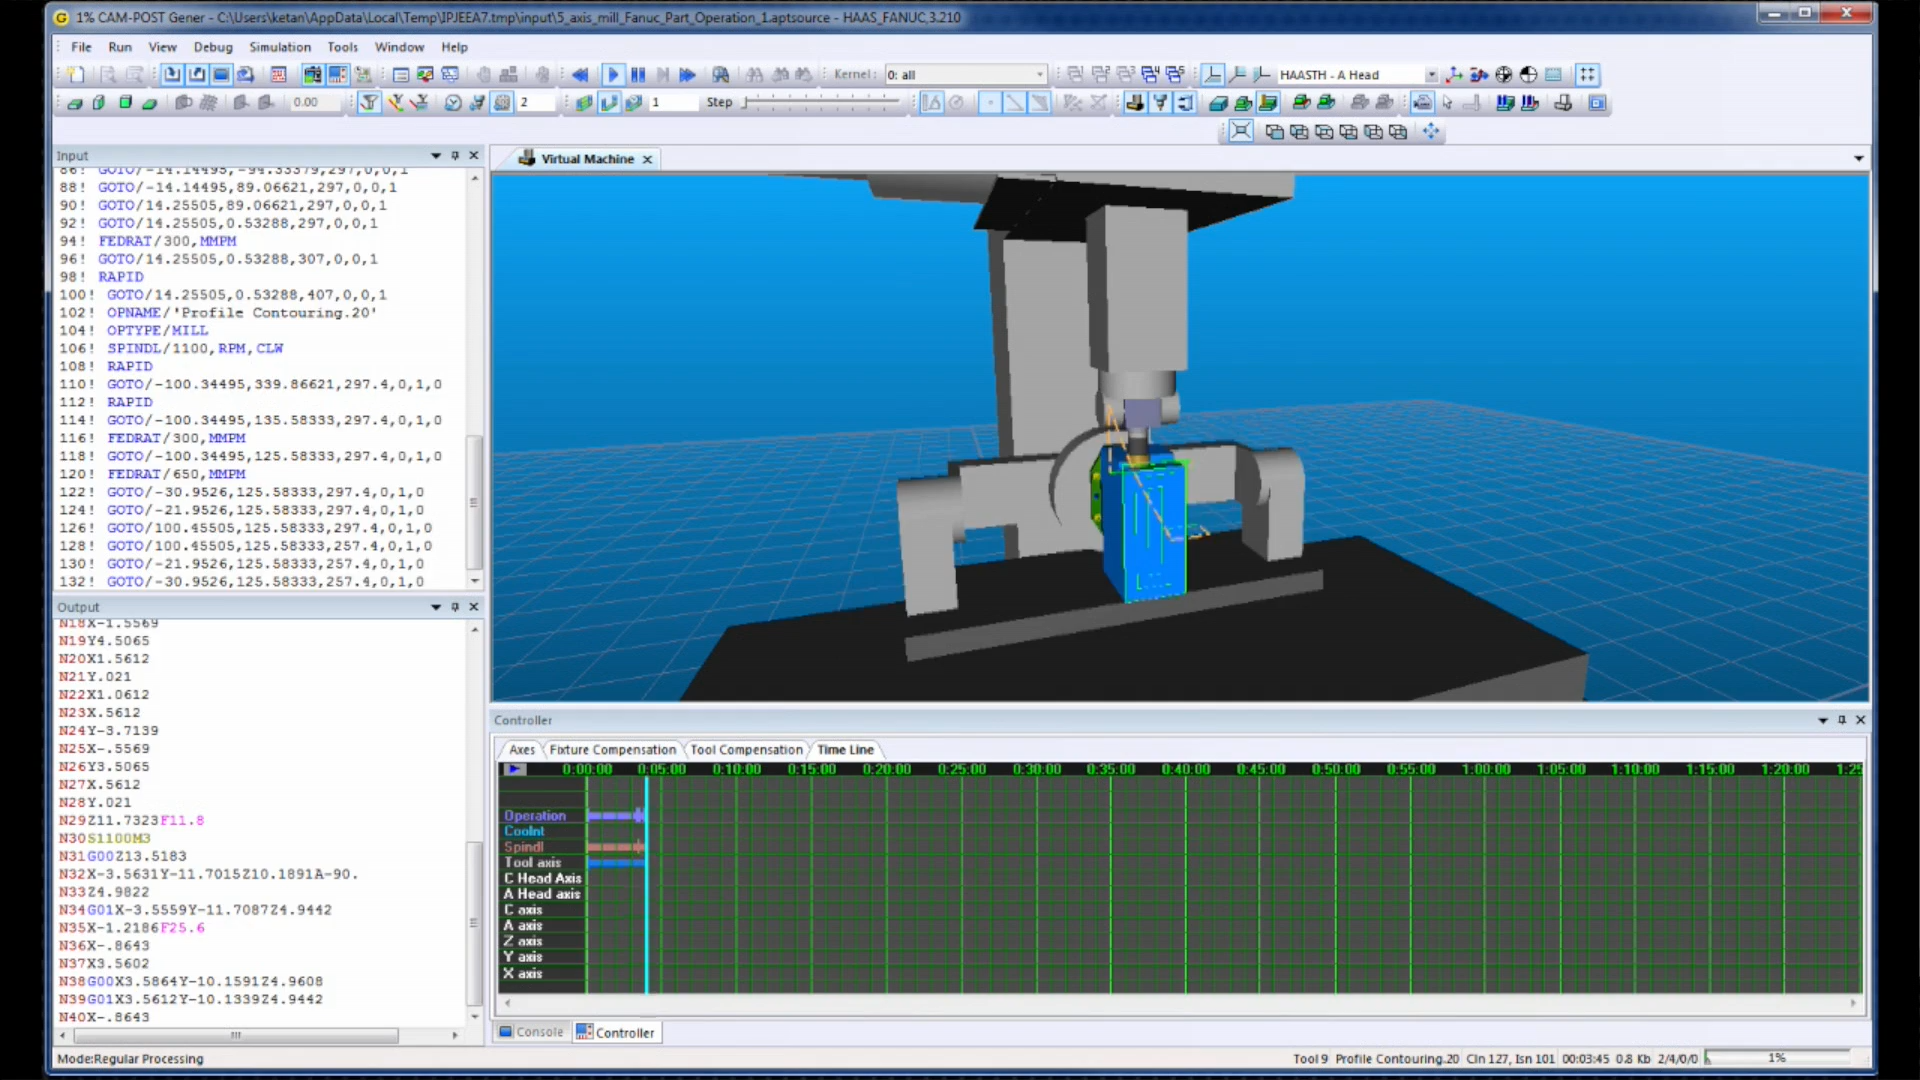 1% CAM-POST Gener - C:\Users\ketan\AppData\Local\Temp\IPJEEA7.tmp\input\5_axis_mill_Fanuc_Part_Operation_1.aptsource - HAAS_FANUC,3.210
File Run View Debug Simulation Tools Window Help
Kernel: 0: all HAASTH - A Head
0.00 2 1 Step
Input
86! GOTO/-14.14495,-94.33379,297,0,0,1
88! GOTO/-14.14495,89.06621,297,0,0,1
90! GOTO/14.25505,89.06621,297,0,0,1
92! GOTO/14.25505,0.53288,297,0,0,1
94! FEDRAT/300,MMPM
96! GOTO/14.25505,0.53288,307,0,0,1
98! RAPID
100! GOTO/14.25505,0.53288,407,0,0,1
102! OPNAME/'Profile Contouring.20'
104! OPTYPE/MILL
106! SPINDL/1100,RPM,CLW
108! RAPID
110! GOTO/-100.34495,339.86621,297.4,0,1,0
112! RAPID
114! GOTO/-100.34495,135.58333,297.4,0,1,0
116! FEDRAT/300,MMPM
118! GOTO/-100.34495,125.58333,297.4,0,1,0
120! FEDRAT/650,MMPM
122! GOTO/-30.9526,125.58333,297.4,0,1,0
124! GOTO/-21.9526,125.58333,297.4,0,1,0
126! GOTO/100.45505,125.58333,297.4,0,1,0
128! GOTO/100.45505,125.58333,257.4,0,1,0
130! GOTO/-21.9526,125.58333,257.4,0,1,0
132! GOTO/-30.9526,125.58333,257.4,0,1,0
Output
N18X-1.5569
N19Y4.5065
N20X1.5612
N21Y.021
N22X1.0612
N23X.5612
N24Y-3.7139
N25X-.5569
N26Y3.5065
N27X.5612
N28Y.021
N29Z11.7323F11.8
N30S1100M3
N31G00Z13.5183
N32X-3.5631Y-11.7015Z10.1891A-90.
N33Z4.9822
N34G01X-3.5559Y-11.7087Z4.9442
N35X-1.2186F25.6
N36X-.8643
N37X3.5602
N38G00X3.5864Y-10.1591Z4.9608
N39G01X3.5612Y-10.1339Z4.9442
N40X-.8643
Virtual Machine
Controller
Axes Fixture Compensation Tool Compensation Time Line
0:00:00 0:05:00 0:10:00 0:15:00 0:20:00 0:25:00 0:30:00 0:35:00 0:40:00 0:45:00 0:50:00 0:55:00 1:00:00 1:05:00 1:10:00 1:15:00 1:20:00 1:25
Operation
Coolnt
Spindl
Tool axis
C Head Axis
A Head axis
C axis
A axis
Z axis
Y axis
X axis
Console Controller
Mode:Regular Processing
Tool 9 Profile Contouring.20 Cln 127, Isn 101 00:03:45 0.8 Kb 2/4/0/0 1%